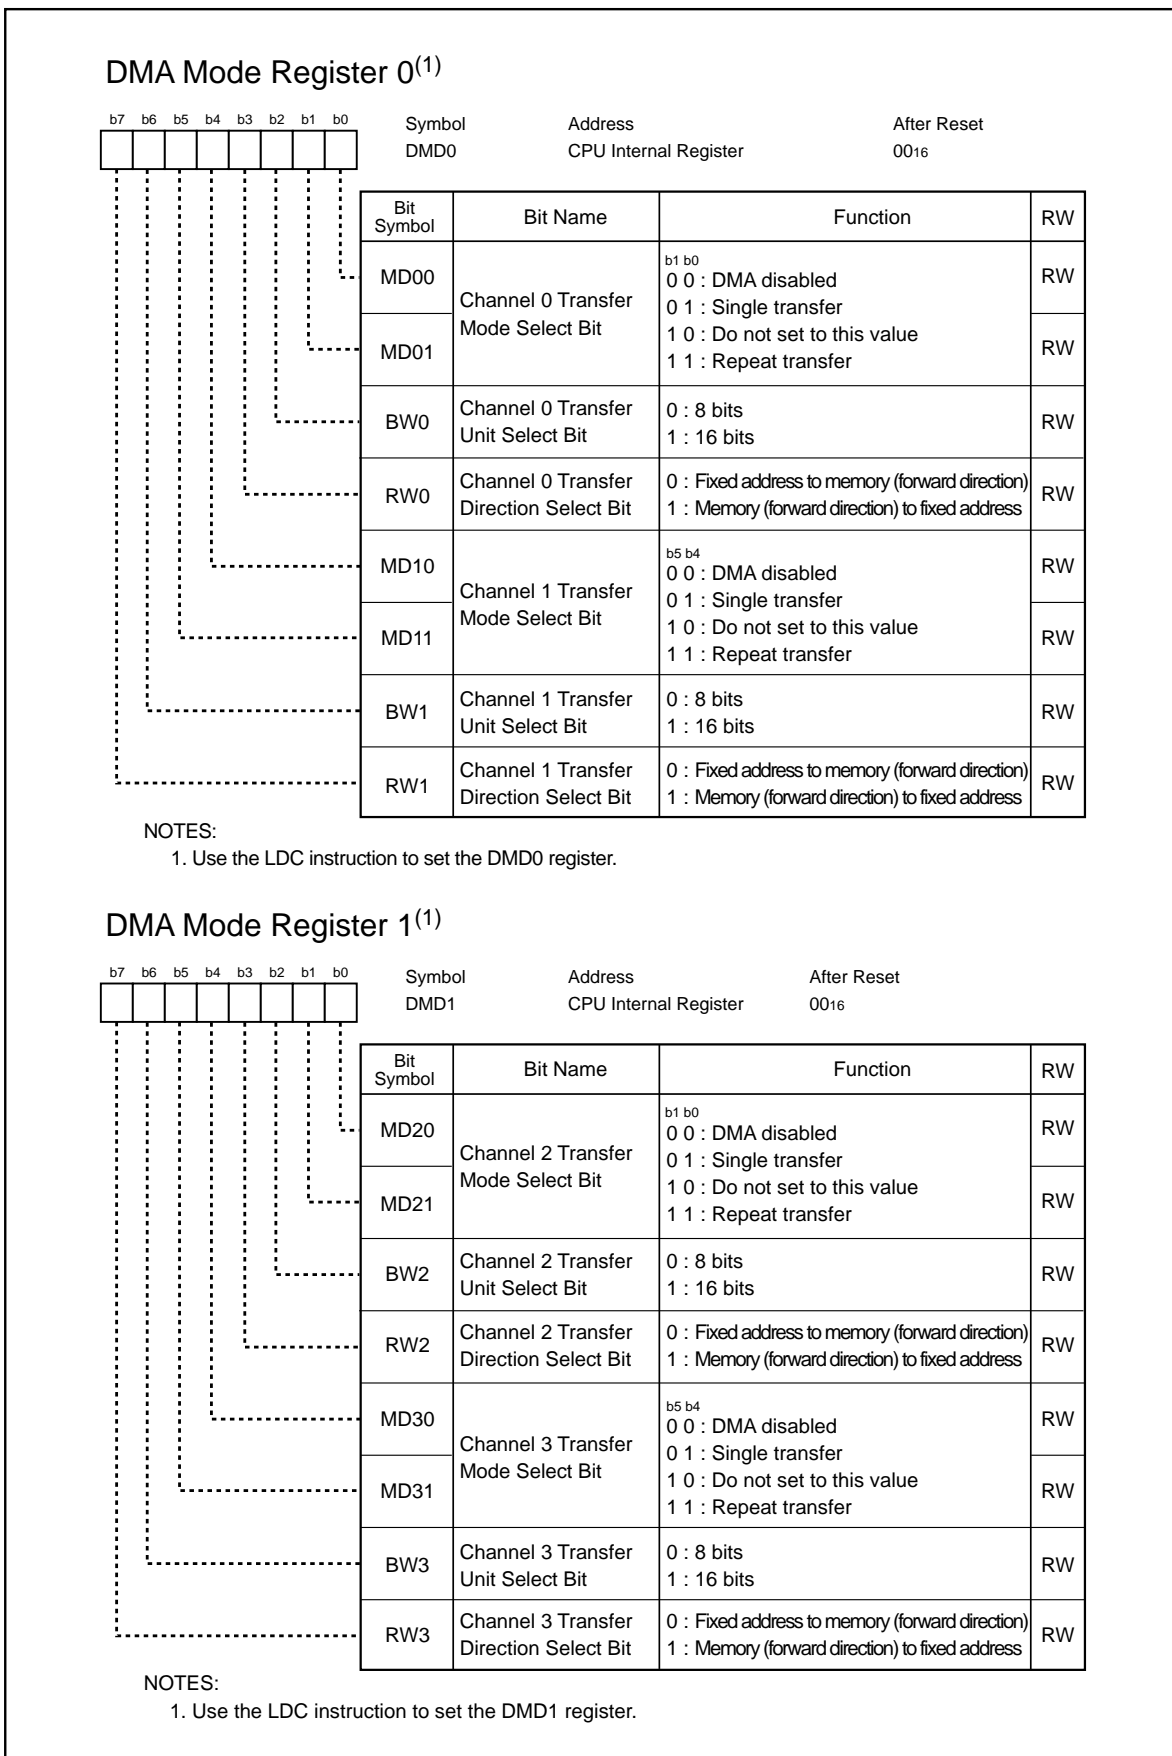 DMA Mode Register 0(1)
b7 b6 b5 b4 b3 b2 b1 b0
Symbol Address After Reset
DMD0 CPU Internal Register 0016
Bit Symbol Bit Name Function RW
MD00 Channel 0 Transfer Mode Select Bit b1 b0 RW
0 0 : DMA disabled
0 1 : Single transfer
MD01 1 0 : Do not set to this value RW
1 1 : Repeat transfer
BW0 Channel 0 Transfer Unit Select Bit 0 : 8 bits RW
1 : 16 bits
RW0 Channel 0 Transfer Direction Select Bit 0 : Fixed address to memory (forward direction) RW
1 : Memory (forward direction) to fixed address
MD10 Channel 1 Transfer Mode Select Bit b5 b4 RW
0 0 : DMA disabled
0 1 : Single transfer
MD11 1 0 : Do not set to this value RW
1 1 : Repeat transfer
BW1 Channel 1 Transfer Unit Select Bit 0 : 8 bits RW
1 : 16 bits
RW1 Channel 1 Transfer Direction Select Bit 0 : Fixed address to memory (forward direction) RW
1 : Memory (forward direction) to fixed address
NOTES:
1. Use the LDC instruction to set the DMD0 register.
DMA Mode Register 1(1)
b7 b6 b5 b4 b3 b2 b1 b0
Symbol Address After Reset
DMD1 CPU Internal Register 0016
Bit Symbol Bit Name Function RW
MD20 Channel 2 Transfer Mode Select Bit b1 b0 RW
0 0 : DMA disabled
0 1 : Single transfer
MD21 1 0 : Do not set to this value RW
1 1 : Repeat transfer
BW2 Channel 2 Transfer Unit Select Bit 0 : 8 bits RW
1 : 16 bits
RW2 Channel 2 Transfer Direction Select Bit 0 : Fixed address to memory (forward direction) RW
1 : Memory (forward direction) to fixed address
MD30 Channel 3 Transfer Mode Select Bit b5 b4 RW
0 0 : DMA disabled
0 1 : Single transfer
MD31 1 0 : Do not set to this value RW
1 1 : Repeat transfer
BW3 Channel 3 Transfer Unit Select Bit 0 : 8 bits RW
1 : 16 bits
RW3 Channel 3 Transfer Direction Select Bit 0 : Fixed address to memory (forward direction) RW
1 : Memory (forward direction) to fixed address
NOTES:
1. Use the LDC instruction to set the DMD1 register.